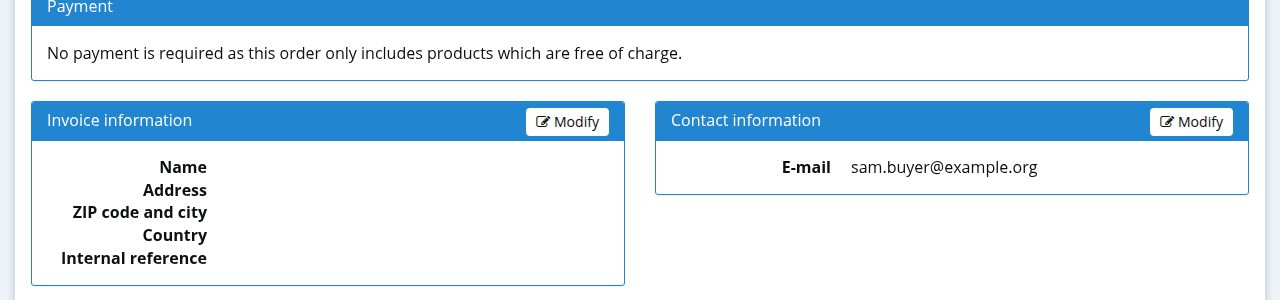 Payment
No payment is required as this order only includes products which are free of charge.
Invoice information
Modify
Name
Address
ZIP code and city
Country
Internal reference
Contact information
Modify
E-mail sam.buyer@example.org